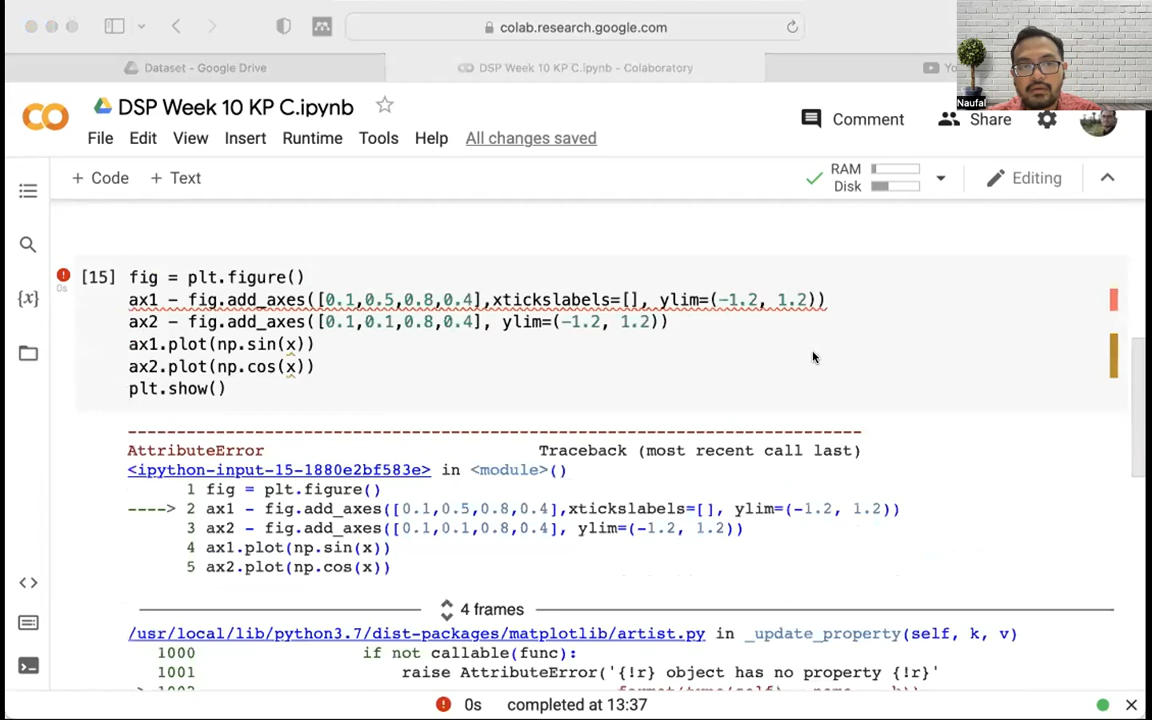 colab.research.google.com
Dataset - Google Drive
DSP Week 10 KP C.ipynb - Colaboratory
Naufal
DSP Week 10 KP C.ipynb
Comment
Share
File Edit View Insert Runtime Tools Help All changes saved
+ Code + Text
RAM
Disk
Editing
[15] fig = plt.figure()
ax1 - fig.add_axes([0.1,0.5,0.8,0.4],xtickslabels=[], ylim=(-1.2, 1.2))
ax2 - fig.add_axes([0.1,0.1,0.8,0.4], ylim=(-1.2, 1.2))
ax1.plot(np.sin(x))
ax2.plot(np.cos(x))
plt.show()
0s
{x}
AttributeError Traceback (most recent call last)
<ipython-input-15-1880e2bf583e> in <module>()
1 fig = plt.figure()
----> 2 ax1 - fig.add_axes([0.1,0.5,0.8,0.4],xtickslabels=[], ylim=(-1.2, 1.2))
3 ax2 - fig.add_axes([0.1,0.1,0.8,0.4], ylim=(-1.2, 1.2))
4 ax1.plot(np.sin(x))
5 ax2.plot(np.cos(x))
4 frames
/usr/local/lib/python3.7/dist-packages/matplotlib/artist.py in _update_property(self, k, v)
1000 if not callable(func):
1001 raise AttributeError('{!r} object has no property {!r}'
0s completed at 13:37